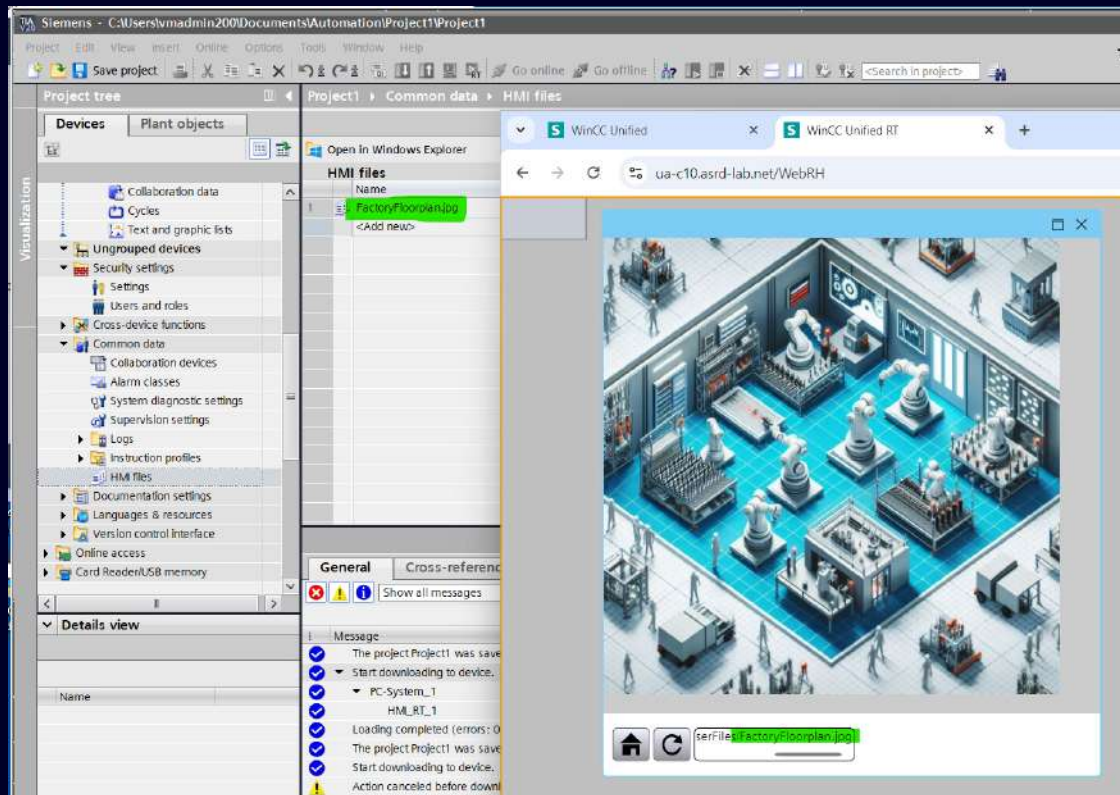 Siemens - C:\Users\vmadmin200\Documents\Automation\Project1\Project1
Project Edit View Insert Online Options Tools Window Help
Save project Go online Go offline <Search in project>
Project tree
Project1 Common data HMI files
Devices Plant objects
Visualization
Collaboration data
Cycles
Text and graphic lists
Ungrouped devices
Security settings
Settings
Users and roles
Cross-device functions
Common data
Collaboration devices
Alarm classes
System diagnostic settings
Supervision settings
Logs
Instruction profiles
HMI files
Documentation settings
Languages & resources
Version control interface
Online access
Card Reader/USB memory
Details view
Name
Open in Windows Explorer
HMI files
Name
1 FactoryFloorplan.jpg
<Add new>
General Cross-referenc
Show all messages
! Message
The project Project1 was save
Start downloading to device.
PC-System_1
HMI_RT_1
Loading completed (errors: 0
The project Project1 was save
Start downloading to device.
Action canceled before downl
WinCC Unified
WinCC Unified RT
ua-c10.asrd-lab.net/WebRH
serFiles/FactoryFloorplan.jpg